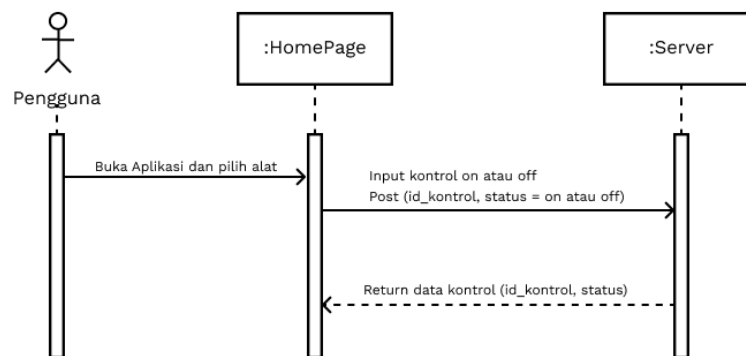 :HomePage
:Server
Pengguna
Buka Aplikasi dan pilih alat
Input kontrol on atau off
Post (id_kontrol, status = on atau off)
Return data kontrol (id_kontrol, status)